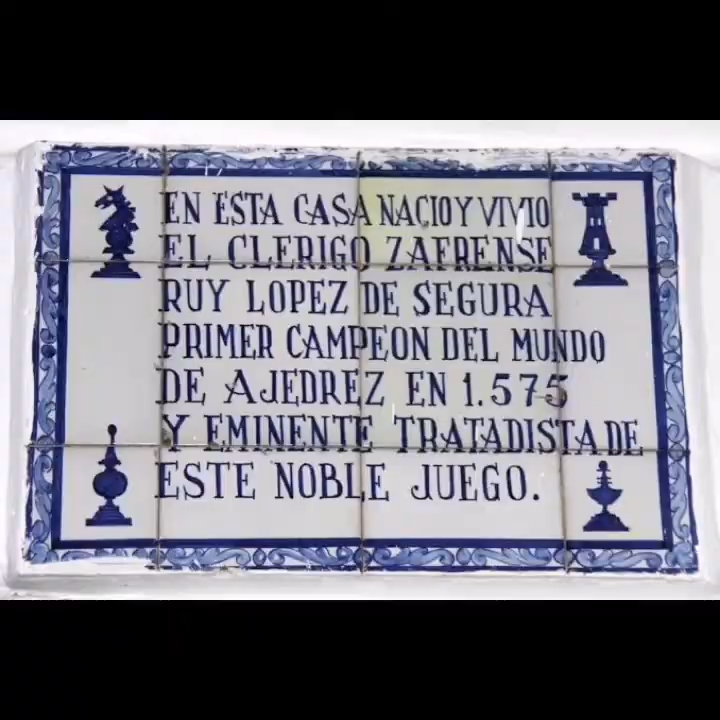 EN ESTA CASA NACIO Y VIVIO
EL CLERIGO ZAFRENSE
RUY LOPEZ DE SEGURA
PRIMER CAMPEON DEL MUNDO
DE AJEDREZ EN 1.575
Y EMINENTE TRATADISTA DE
ESTE NOBLE JUEGO.